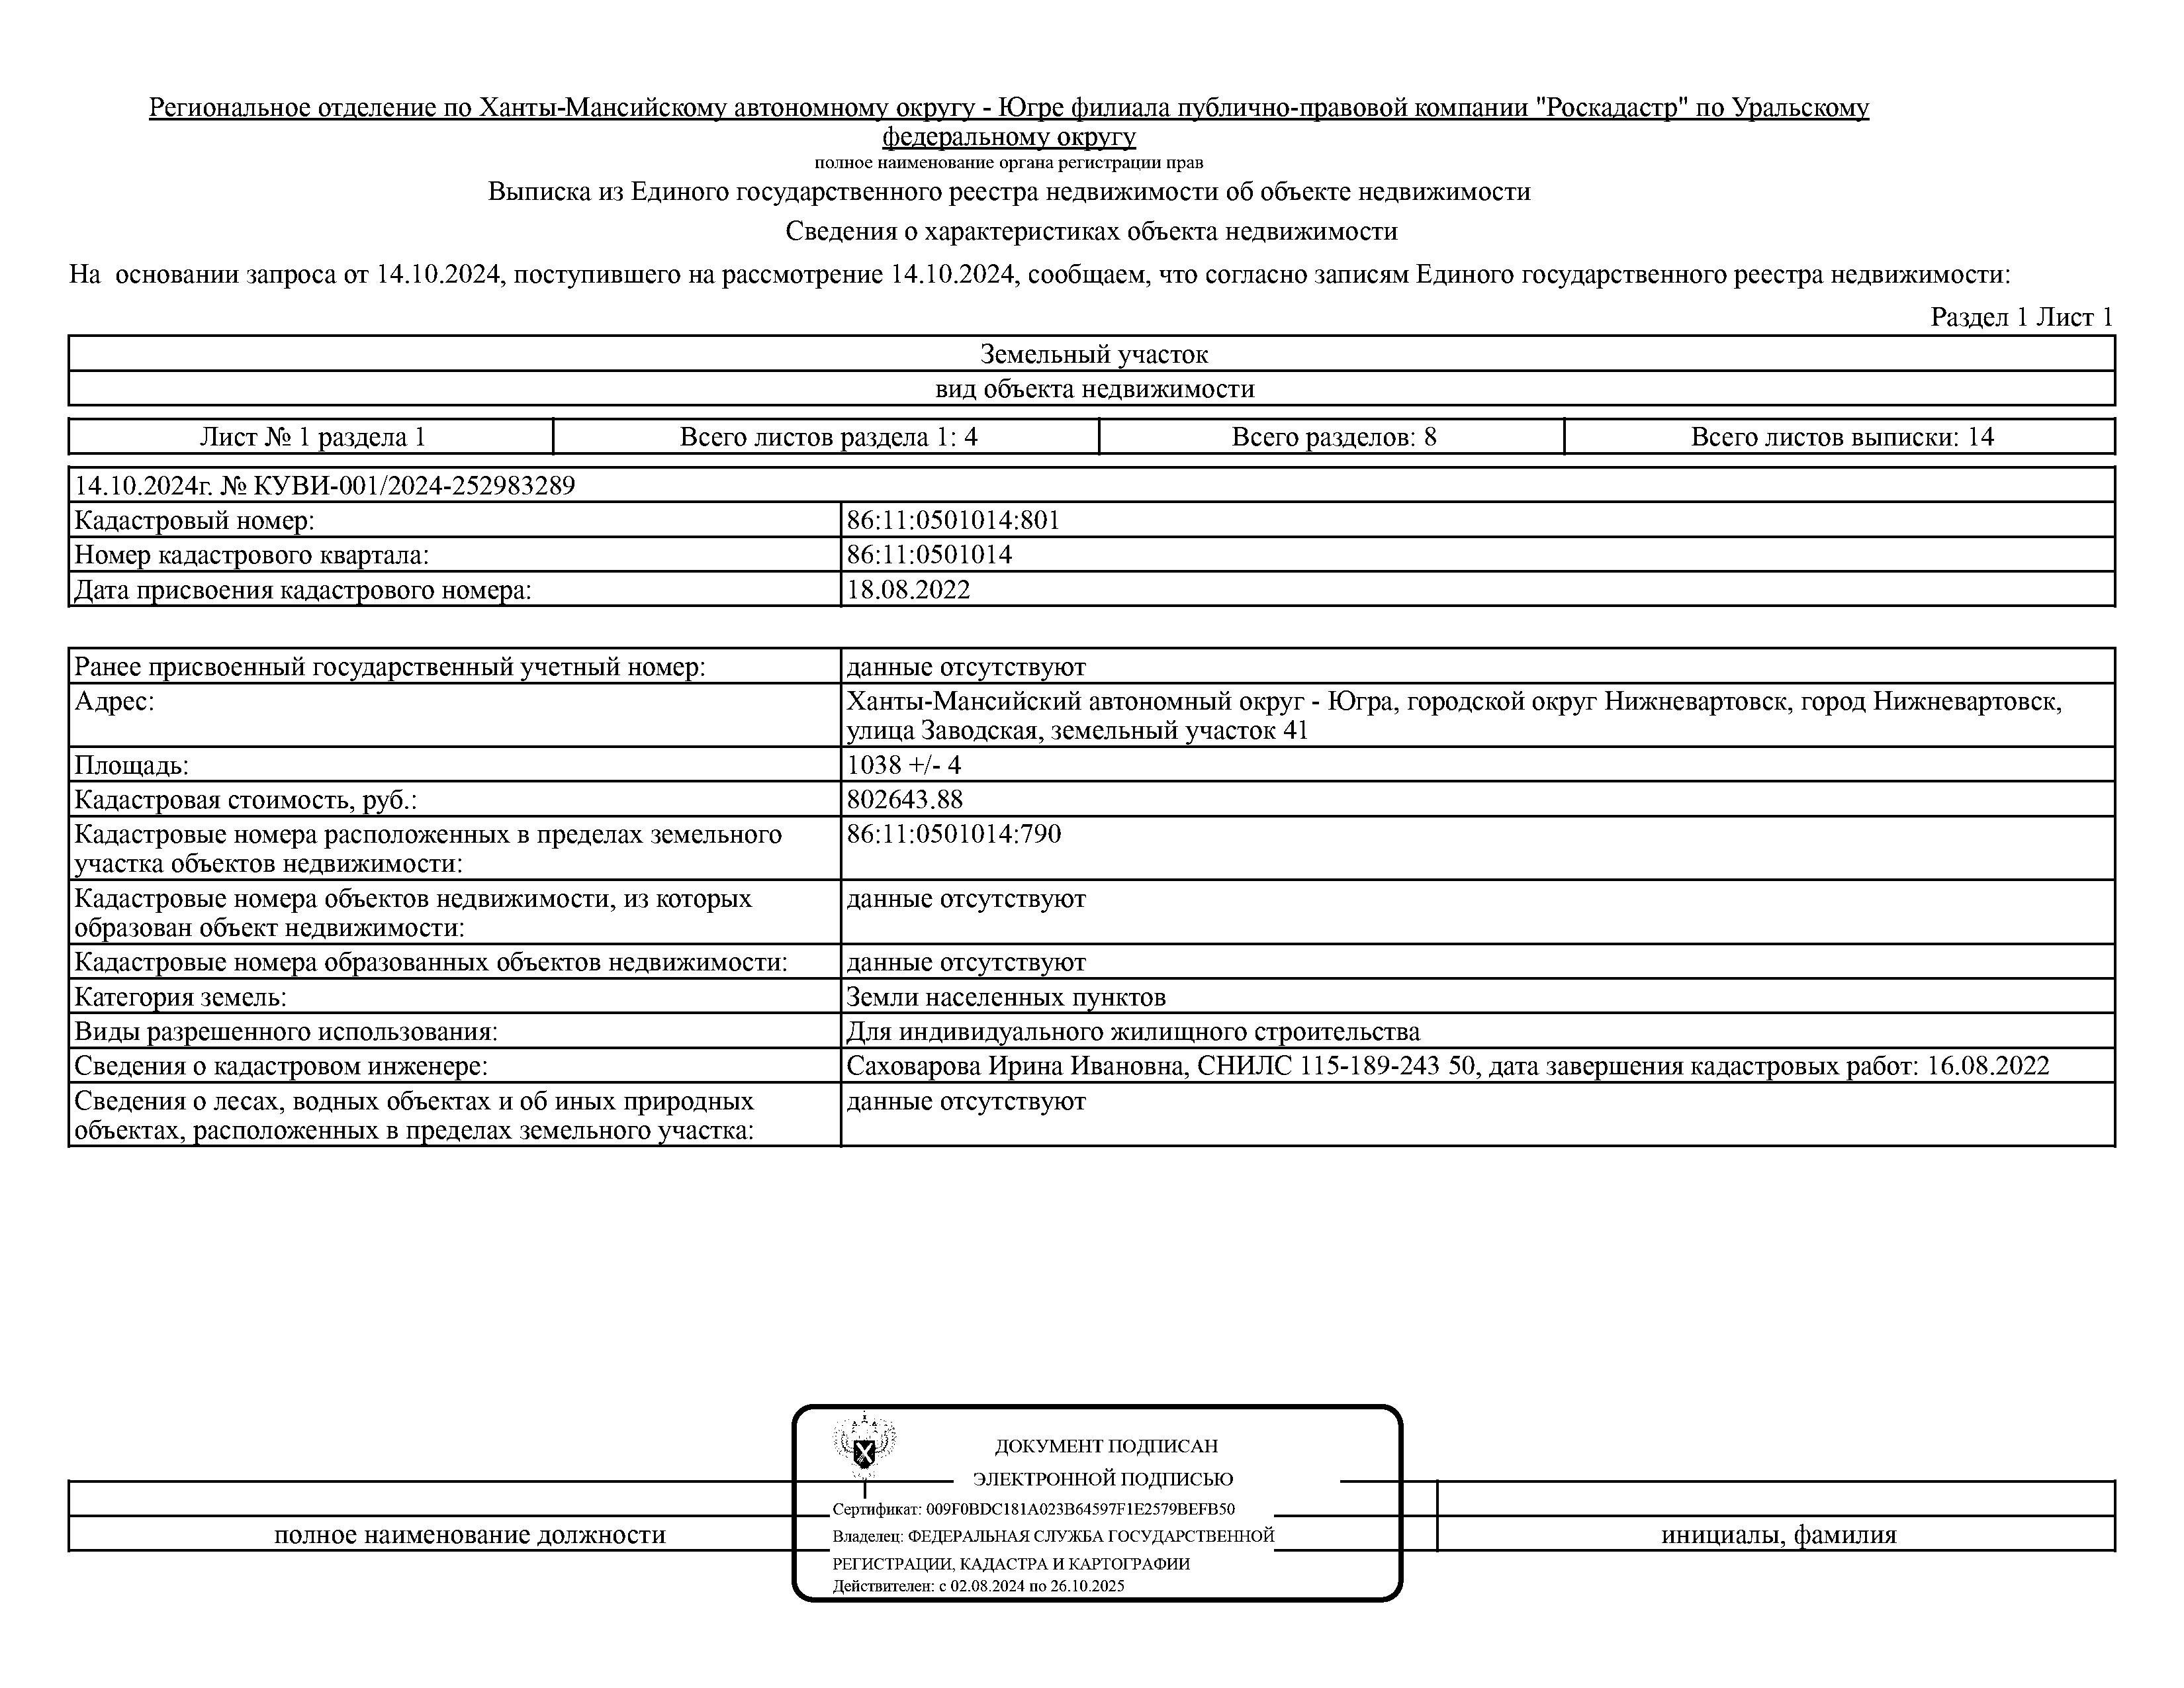 Региональное отделение по Ханты-Мансийскому автономному округу - Югре филиала публично-правовой компании "Роскадастр" по Уральскому
федеральному округу
полное наименование органа регистрации прав
Выписка из Единого государственного реестра недвижимости об объекте недвижимости
Сведения о характеристиках объекта недвижимости
На основании запроса от 14.10.2024, поступившего на рассмотрение 14.10.2024, сообщаем, что согласно записям Единого государственного реестра недвижимости:
Раздел 1 Лист 1
Земельный участок
вид объекта недвижимости
Лист № 1 раздела 1 Всего листов раздела 1: 4 Всего разделов: 8 Всего листов выписки: 14
14.10.2024г. № КУВИ-001/2024-252983289
Кадастровый номер: 86:11:0501014:801
Номер кадастрового квартала: 86:11:0501014
Дата присвоения кадастрового номера: 18.08.2022
Ранее присвоенный государственный учетный номер: данные отсутствуют
Адрес: Ханты-Мансийский автономный округ - Югра, городской округ Нижневартовск, город Нижневартовск,
улица Заводская, земельный участок 41
Площадь: 1038 +/- 4
Кадастровая стоимость, руб.: 802643.88
Кадастровые номера расположенных в пределах земельного 86:11:0501014:790
участка объектов недвижимости:
Кадастровые номера объектов недвижимости, из которых данные отсутствуют
образован объект недвижимости:
Кадастровые номера образованных объектов недвижимости: данные отсутствуют
Категория земель: Земли населенных пунктов
Виды разрешенного использования: Для индивидуального жилищного строительства
Сведения о кадастровом инженере: Саховарова Ирина Ивановна, СНИЛС 115-189-243 50, дата завершения кадастровых работ: 16.08.2022
Сведения о лесах, водных объектах и об иных природных данные отсутствуют
объектах, расположенных в пределах земельного участка:
ДОКУМЕНТ ПОДПИСАН
ЭЛЕКТРОННОЙ ПОДПИСЬЮ
Сертификат: 009F0BDC181A023B64597F1E2579BEFB50
полное наименование должности Владелец: ФЕДЕРАЛЬНАЯ СЛУЖБА ГОСУДАРСТВЕННОЙ инициалы, фамилия
РЕГИСТРАЦИИ, КАДАСТРА И КАРТОГРАФИИ
Действителен: с 02.08.2024 по 26.10.2025